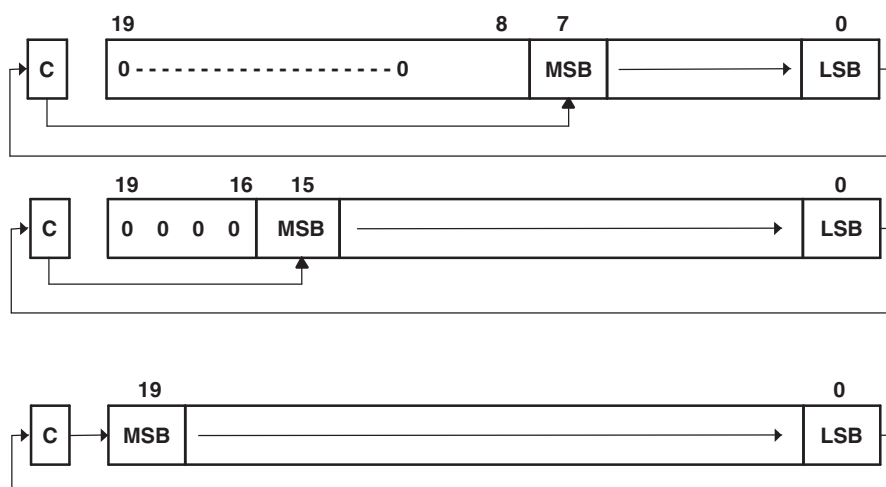 19 8 7 0
C 0 - - - - - - - - - - - - - - - - - - - - 0 MSB LSB
19 16 15 0
C 0 0 0 0 MSB LSB
19 0
C MSB LSB